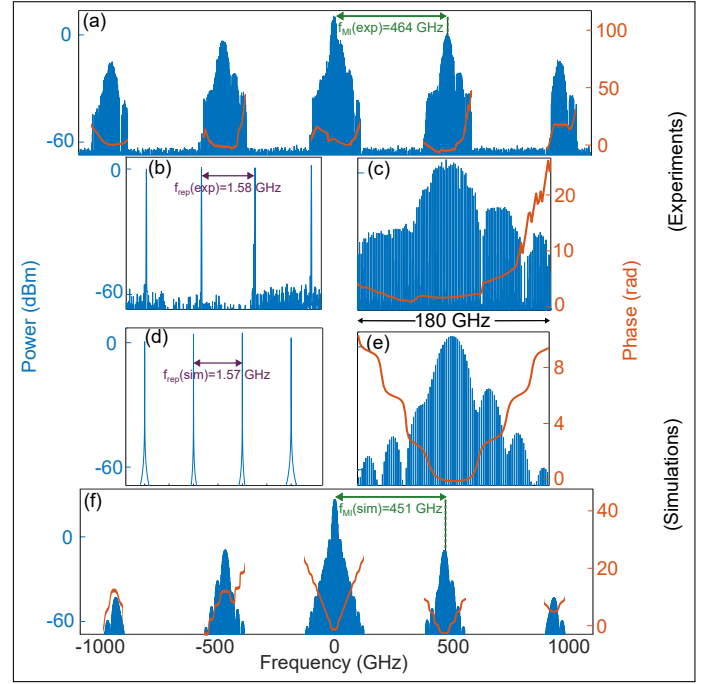 (a)
f_MI(exp)=464 GHz
0
-60
100
50
0
(b)
f_rep(exp)=1.58 GHz
0
-60
(c)
20
10
0
(Experiments)
Power (dBm)
Phase (rad)
180 GHz
(d)
f_rep(sim)=1.57 GHz
0
-60
(e)
8
4
0
(Simulations)
(f)
f_MI(sim)=451 GHz
0
-60
40
20
0
-1000 -500 0 500 1000
Frequency (GHz)